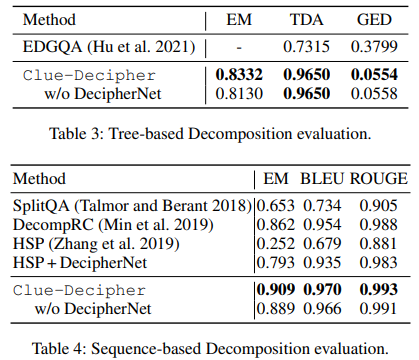 Method EM TDA GED
EDGQA (Hu et al. 2021) - 0.7315 0.3799
Clue-Decipher 0.8332 0.9650 0.0554
w/o DecipherNet 0.8130 0.9650 0.0558
Table 3: Tree-based Decomposition evaluation.
Method EM BLEU ROUGE
SplitQA (Talmor and Berant 2018) 0.653 0.734 0.905
DecompRC (Min et al. 2019) 0.862 0.954 0.988
HSP (Zhang et al. 2019) 0.252 0.679 0.881
HSP + DecipherNet 0.793 0.935 0.983
Clue-Decipher 0.909 0.970 0.993
w/o DecipherNet 0.889 0.966 0.991
Table 4: Sequence-based Decomposition evaluation.